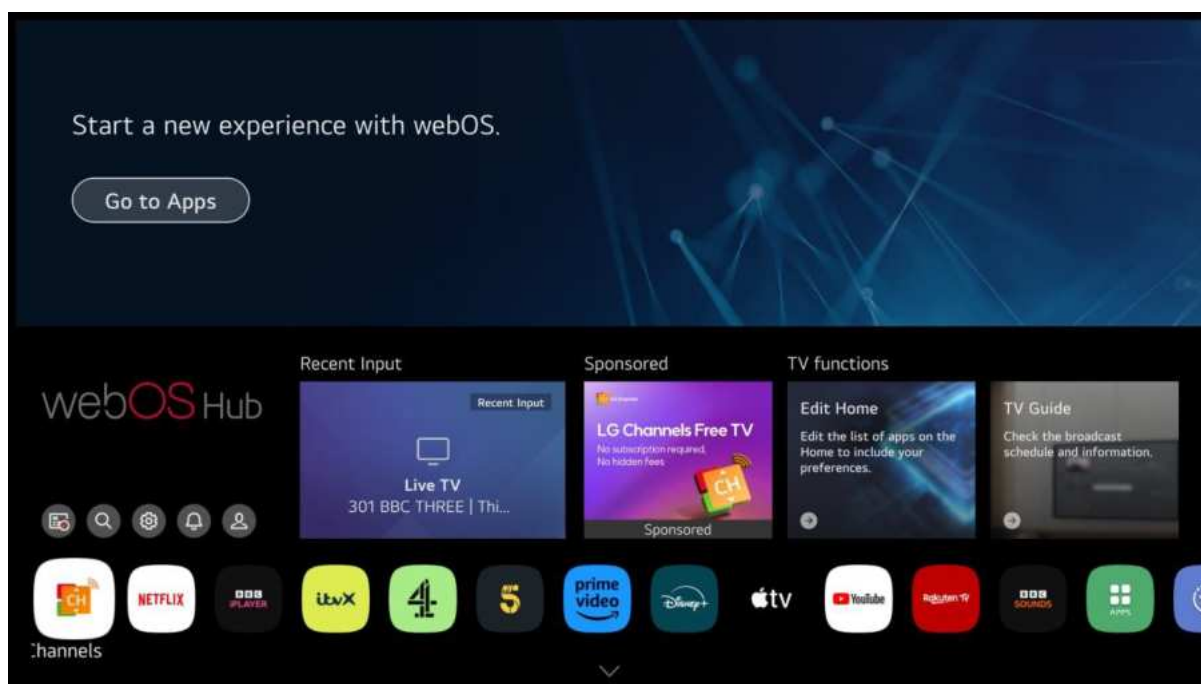 Start a new experience with webOS.
Go to Apps
webOS Hub
Recent Input
Sponsored
TV functions
Recent Input
Live TV
301 BBC THREE | Thi...
LG Channels Free TV
No subscription required,
No hidden fees
CH
Sponsored
Edit Home
Edit the list of apps on the
Home to include your
preferences.
TV Guide
Check the broadcast
schedule and information.
CH
NETFLIX
BBC
iPLAYER
itvX
4
5
prime
video
Disney+
tv
YouTube
Rakuten TV
BBC
SOUNDS
APPS
Channels